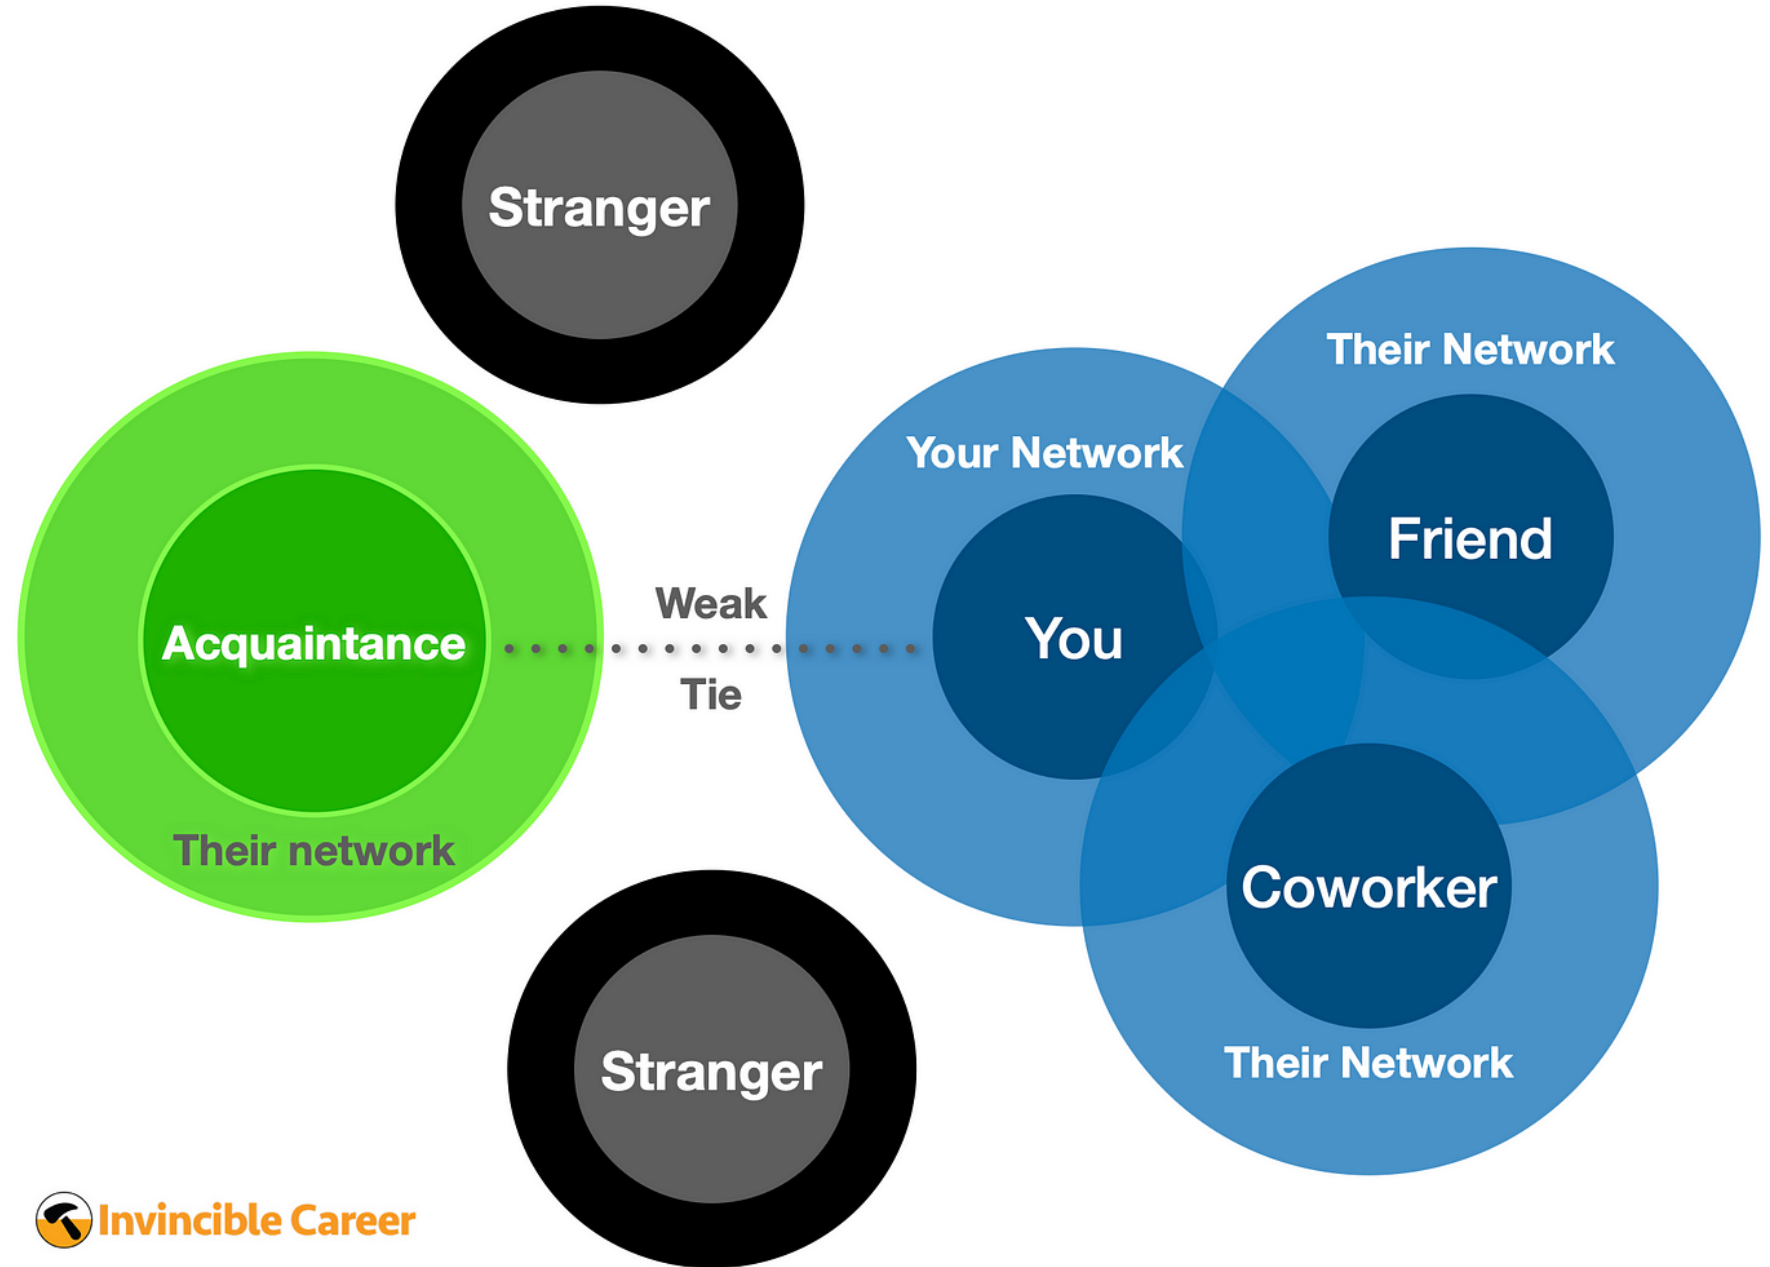 Stranger
Their Network
Your Network
Friend
Weak
You
Acquaintance
Tie
Their network
Coworker
Stranger
Their Network
Invincible Career